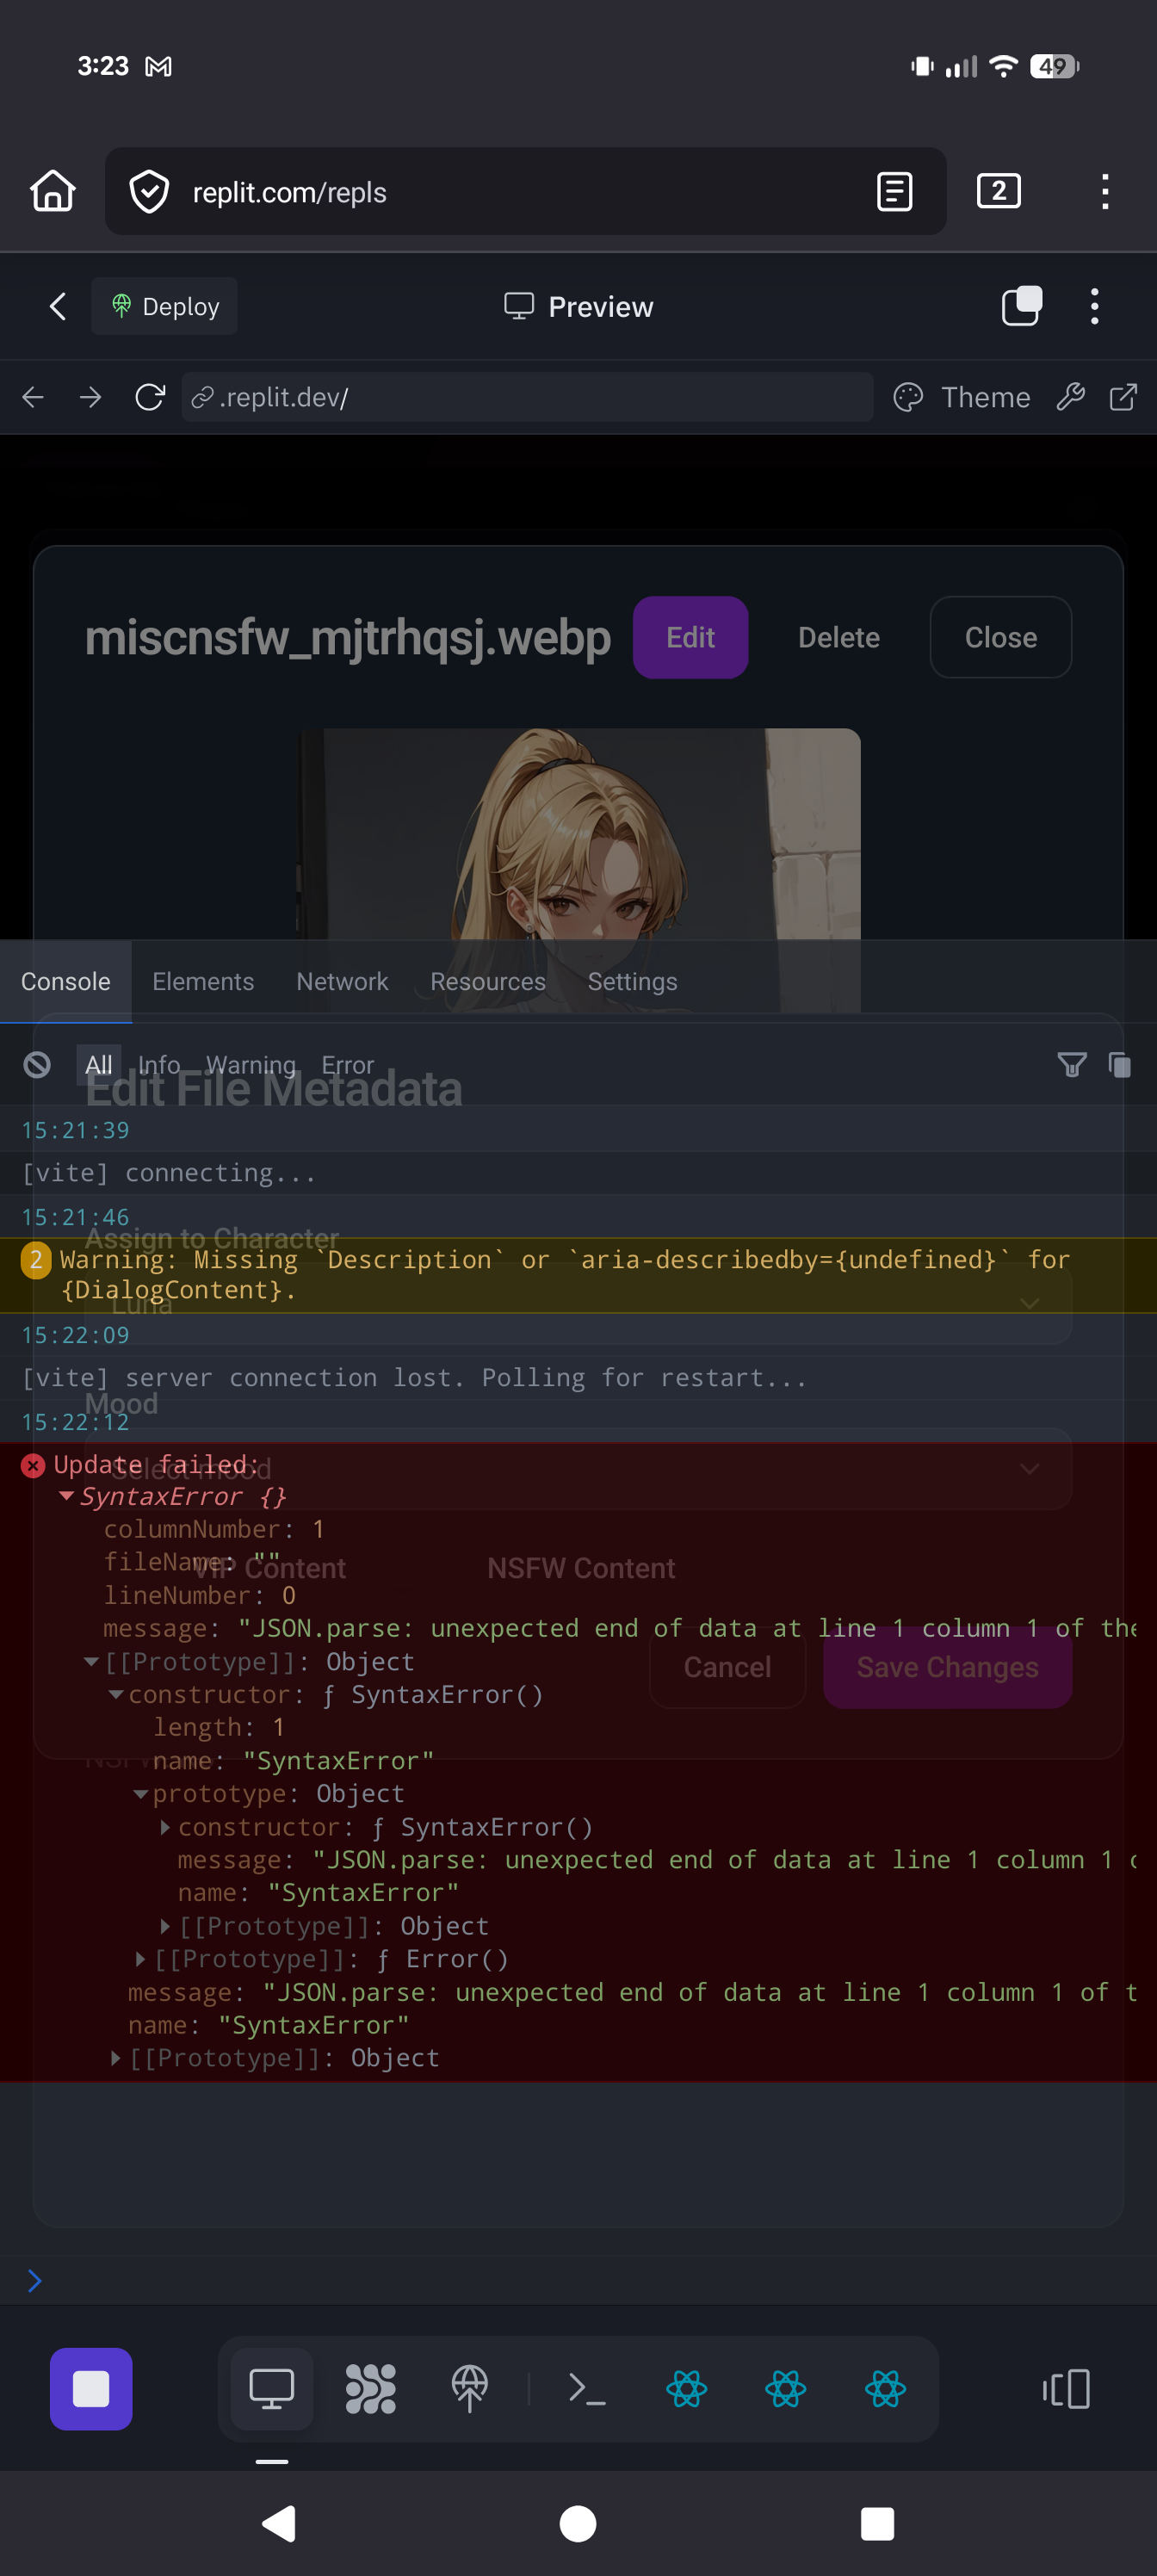 3:23
49
replit.com/repls
2
Deploy
Preview
.replit.dev/
Theme
miscnsfw_mjtrhqsj.webp
Edit
Delete
Close
Console Elements Network Resources Settings
All Info Warning Error
Edit File Metadata
15:21:39
[vite] connecting...
15:21:46
Assign to Character
2 Warning: Missing `Description` or `aria-describedby={undefined}` for
{DialogContent}.
Luna
15:22:09
[vite] server connection lost. Polling for restart...
Mood
15:22:12
Update failed:
Select mood
SyntaxError {}
columnNumber: 1
fileName: ""
VIP Content
NSFW Content
lineNumber: 0
message: "JSON.parse: unexpected end of data at line 1 column 1 of the
[[Prototype]]: Object
Cancel
Save Changes
constructor: ƒ SyntaxError()
length: 1
name: "SyntaxError"
prototype: Object
constructor: ƒ SyntaxError()
message: "JSON.parse: unexpected end of data at line 1 column 1
name: "SyntaxError"
[[Prototype]]: Object
[[Prototype]]: ƒ Error()
message: "JSON.parse: unexpected end of data at line 1 column 1 of
name: "SyntaxError"
[[Prototype]]: Object